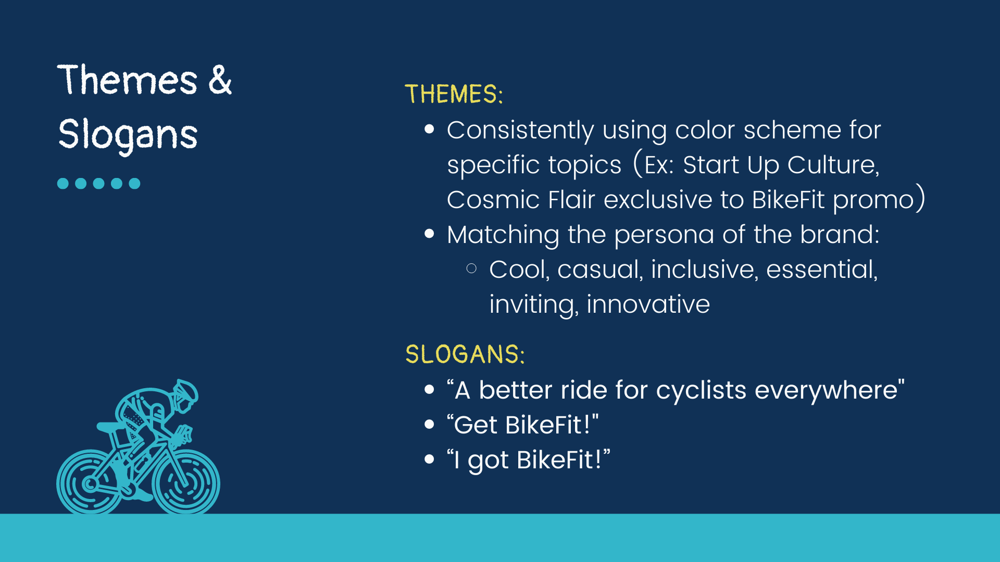 Themes &
Slogans
THEMES:
• Consistently using color scheme for
specific topics (Ex: Start Up Culture,
Cosmic Flair exclusive to BikeFit promo)
• Matching the persona of the brand:
○ Cool, casual, inclusive, essential,
inviting, innovative
SLOGANS:
• “A better ride for cyclists everywhere"
• “Get BikeFit!"
• “I got BikeFit!”